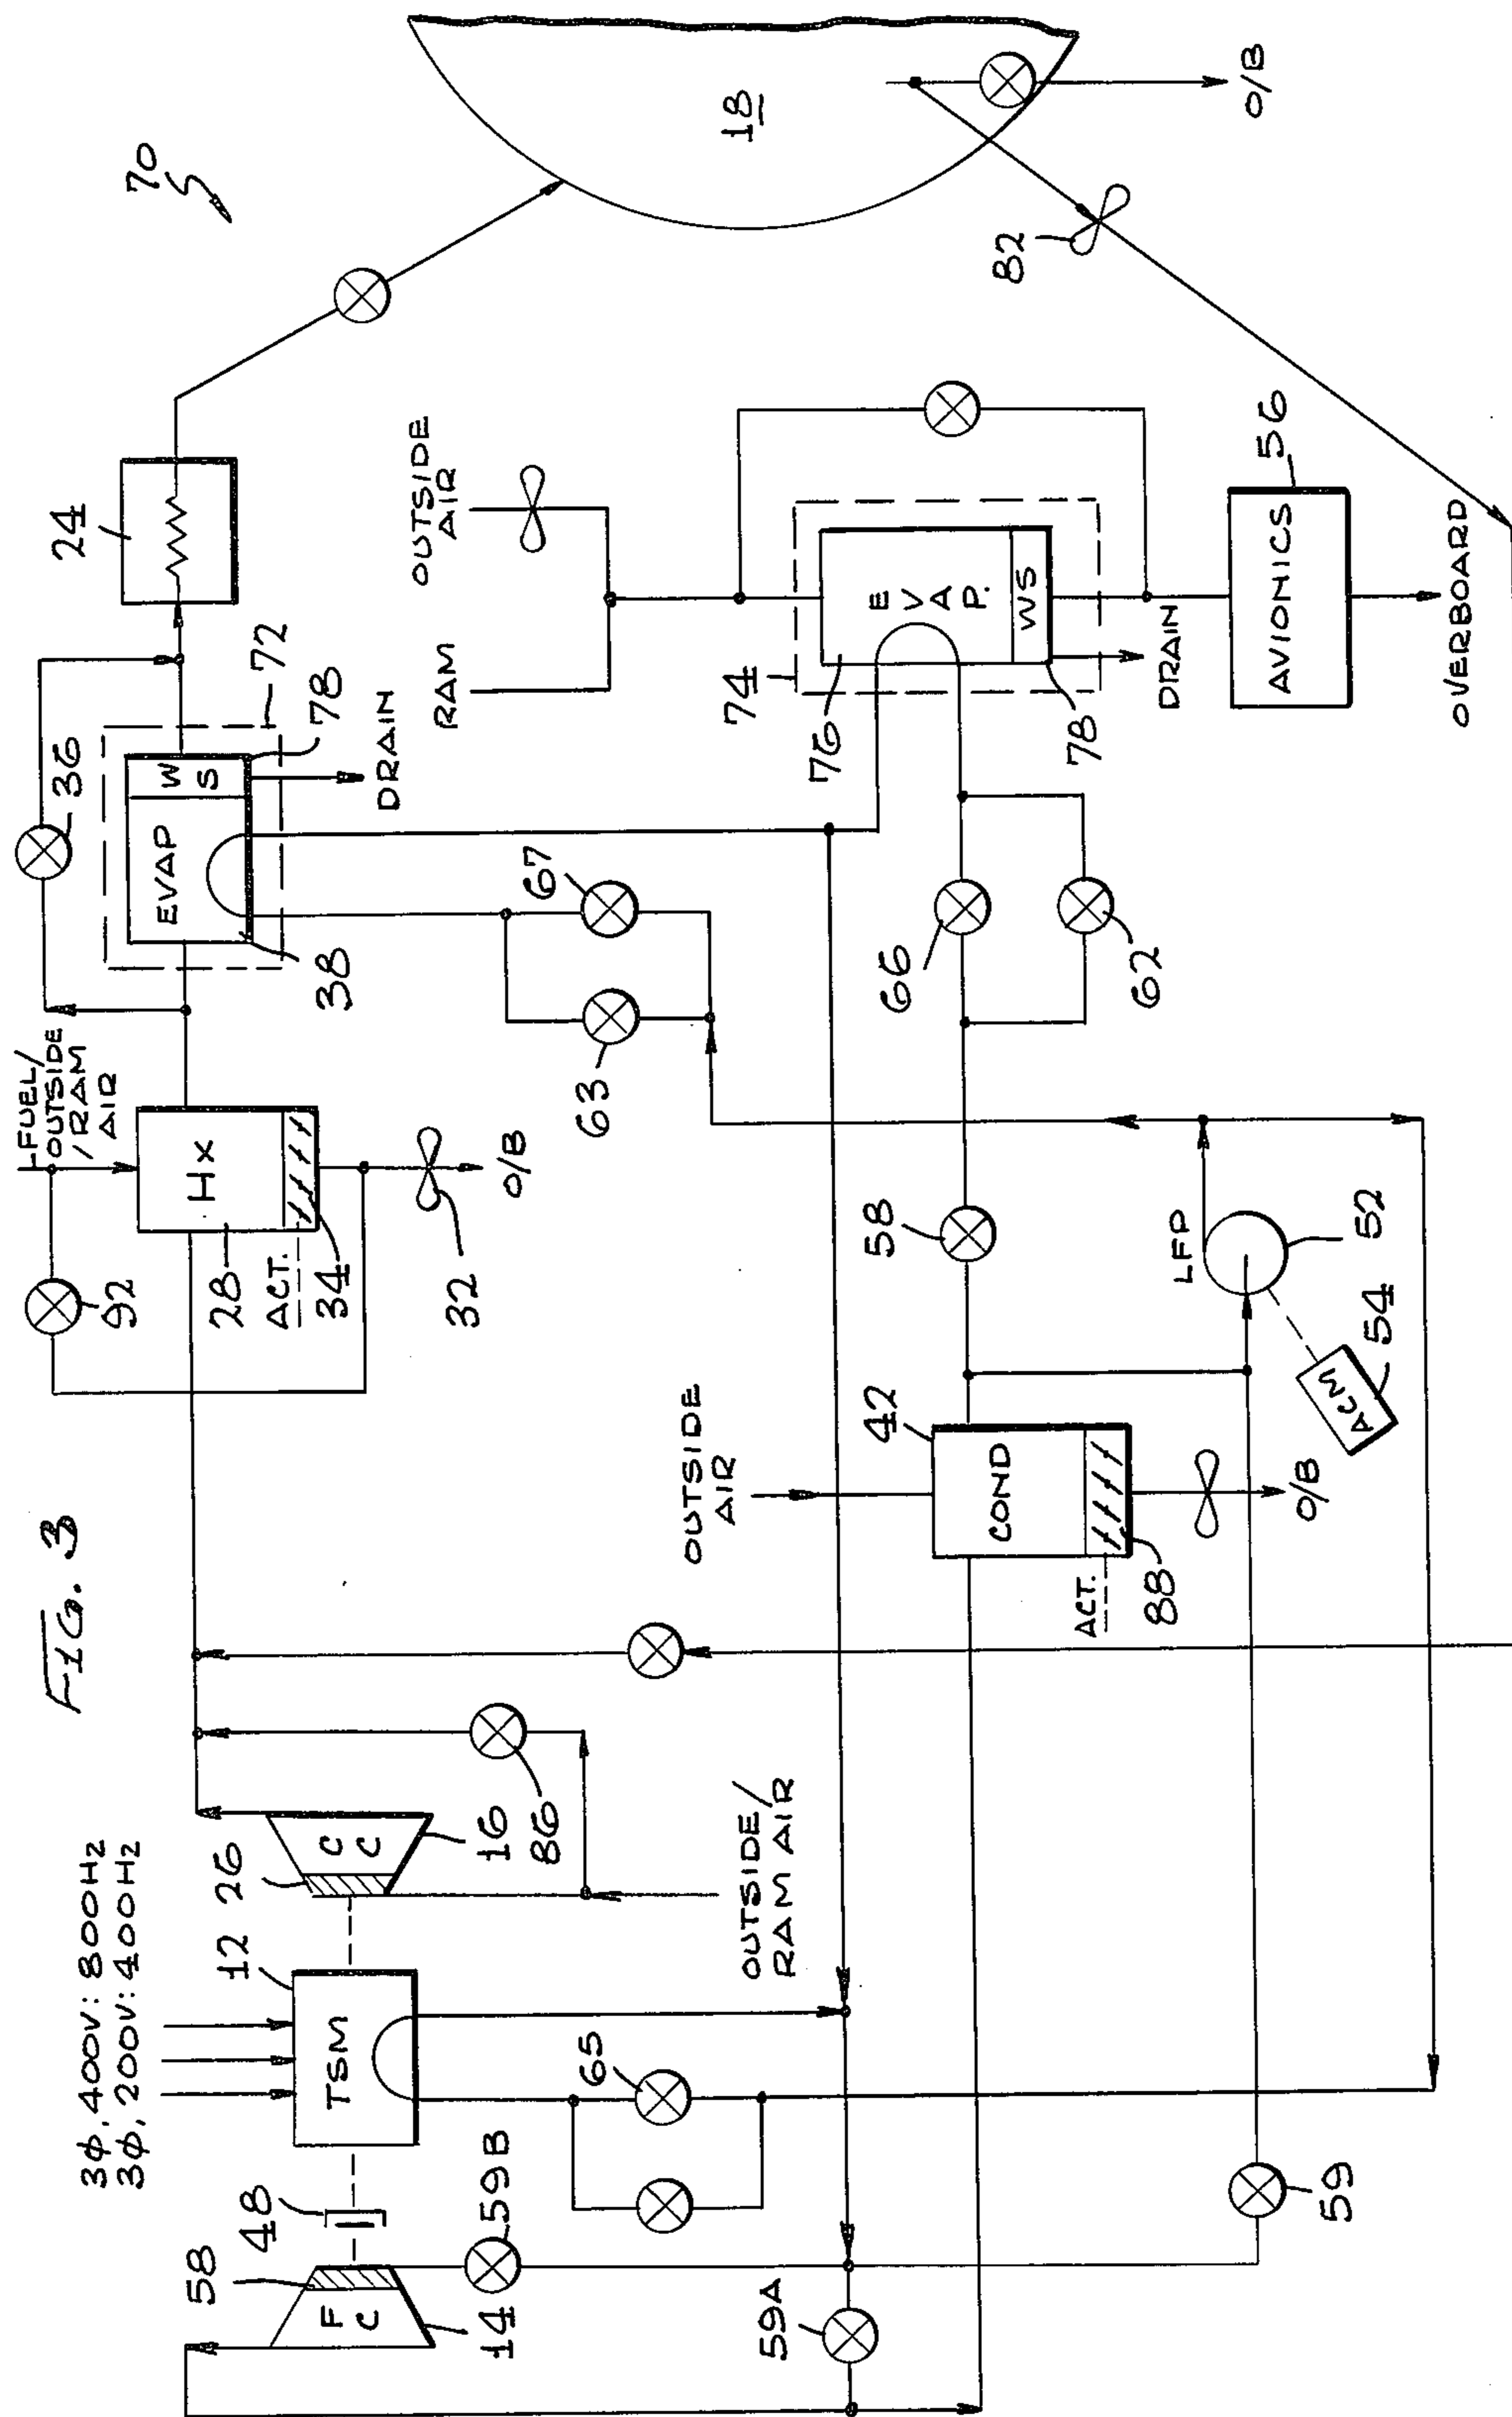 FIG. 3
70
18
O/B
82
24
36
72
78
DRAIN
EVAP
W
S
38
FUEL/
OUTSIDE
/RAM
AIR
Hx
28
34
ACT.
92
32
O/B
67
63
OUTSIDE
AIR
RAM
74
76
E
V
A
P.
WS
78
DRAIN
AVIONICS
56
OVERBOARD
66
62
58
LFP
52
ACM
54
42
COND
OUTSIDE
AIR
ACT.
88
O/B
86
16
26
C
C
OUTSIDE/
RAM AIR
3ϕ, 400V: 800Hz
3ϕ, 200V: 400Hz
12
TSM
65
48
58
F
C
14
59B
59A
59